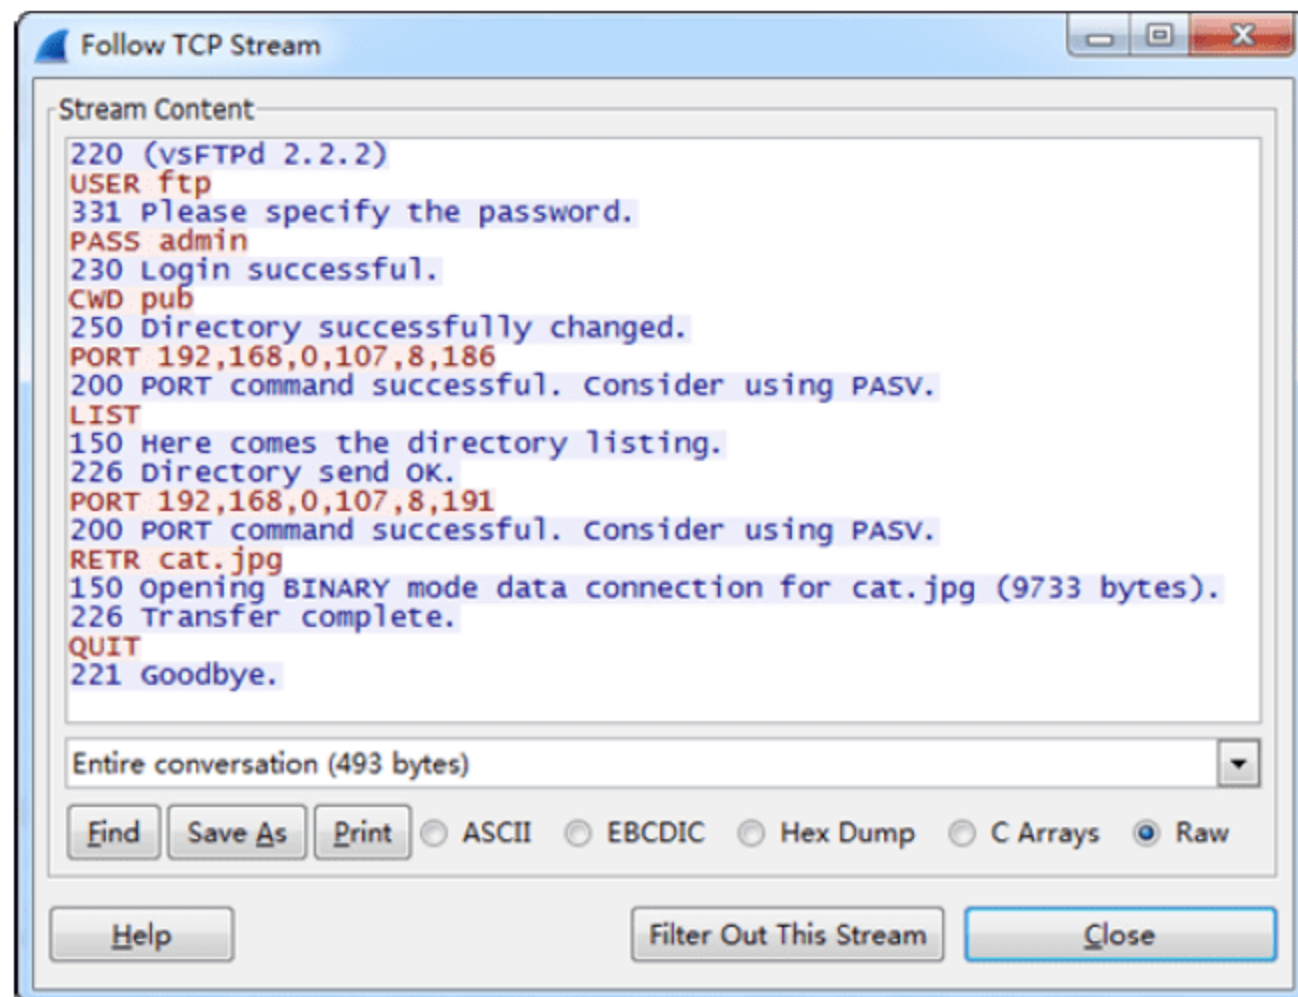 Follow TCP Stream
Stream Content
220 (vsFTPd 2.2.2)
USER ftp
331 Please specify the password.
PASS admin
230 Login successful.
CWD pub
250 Directory successfully changed.
PORT 192,168,0,107,8,186
200 PORT command successful. Consider using PASV.
LIST
150 Here comes the directory listing.
226 Directory send OK.
PORT 192,168,0,107,8,191
200 PORT command successful. Consider using PASV.
RETR cat.jpg
150 Opening BINARY mode data connection for cat.jpg (9733 bytes).
226 Transfer complete.
QUIT
221 Goodbye.
Entire conversation (493 bytes)
Find Save As Print ASCII EBCDIC Hex Dump C Arrays Raw
Help Filter Out This Stream Close